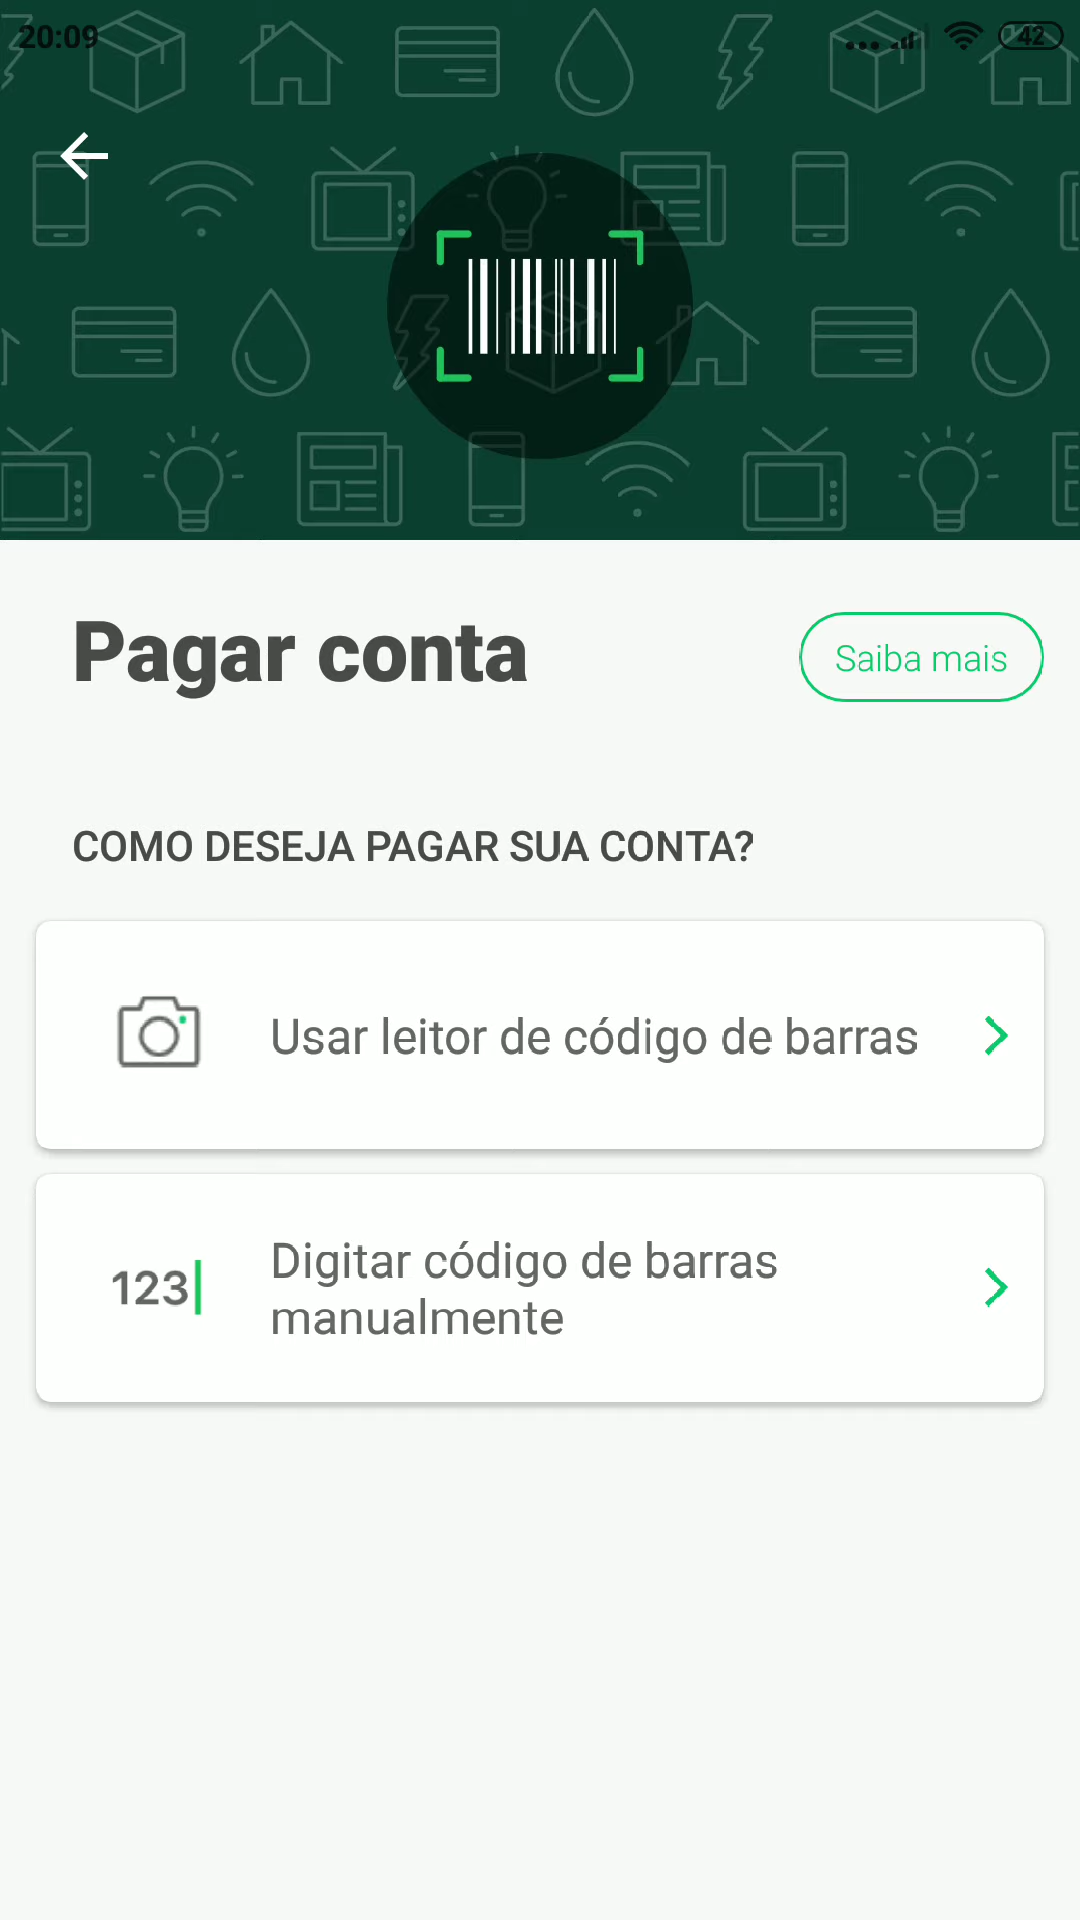 20:09
42
Pagar conta
Saiba mais
COMO DESEJA PAGAR SUA CONTA?
Usar leitor de código de barras
123
Digitar código de barras
manualmente